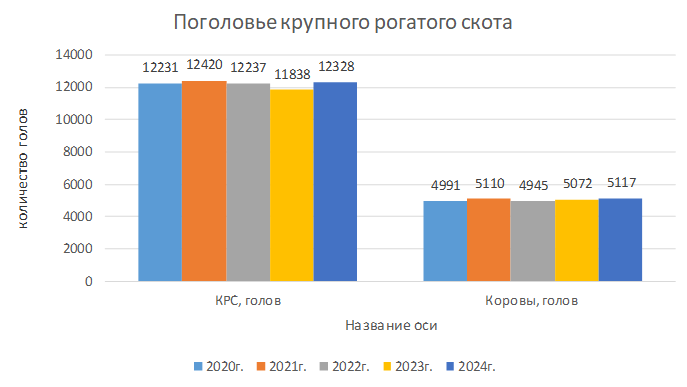 Поголовье крупного рогатого скота
количество голов
14000
12000
10000
8000
6000
4000
2000
0
12231 12420 12237 11838 12328
4991 5110 4945 5072 5117
КРС, голов Коровы, голов
Название оси
2020г. 2021г. 2022г. 2023г. 2024г.